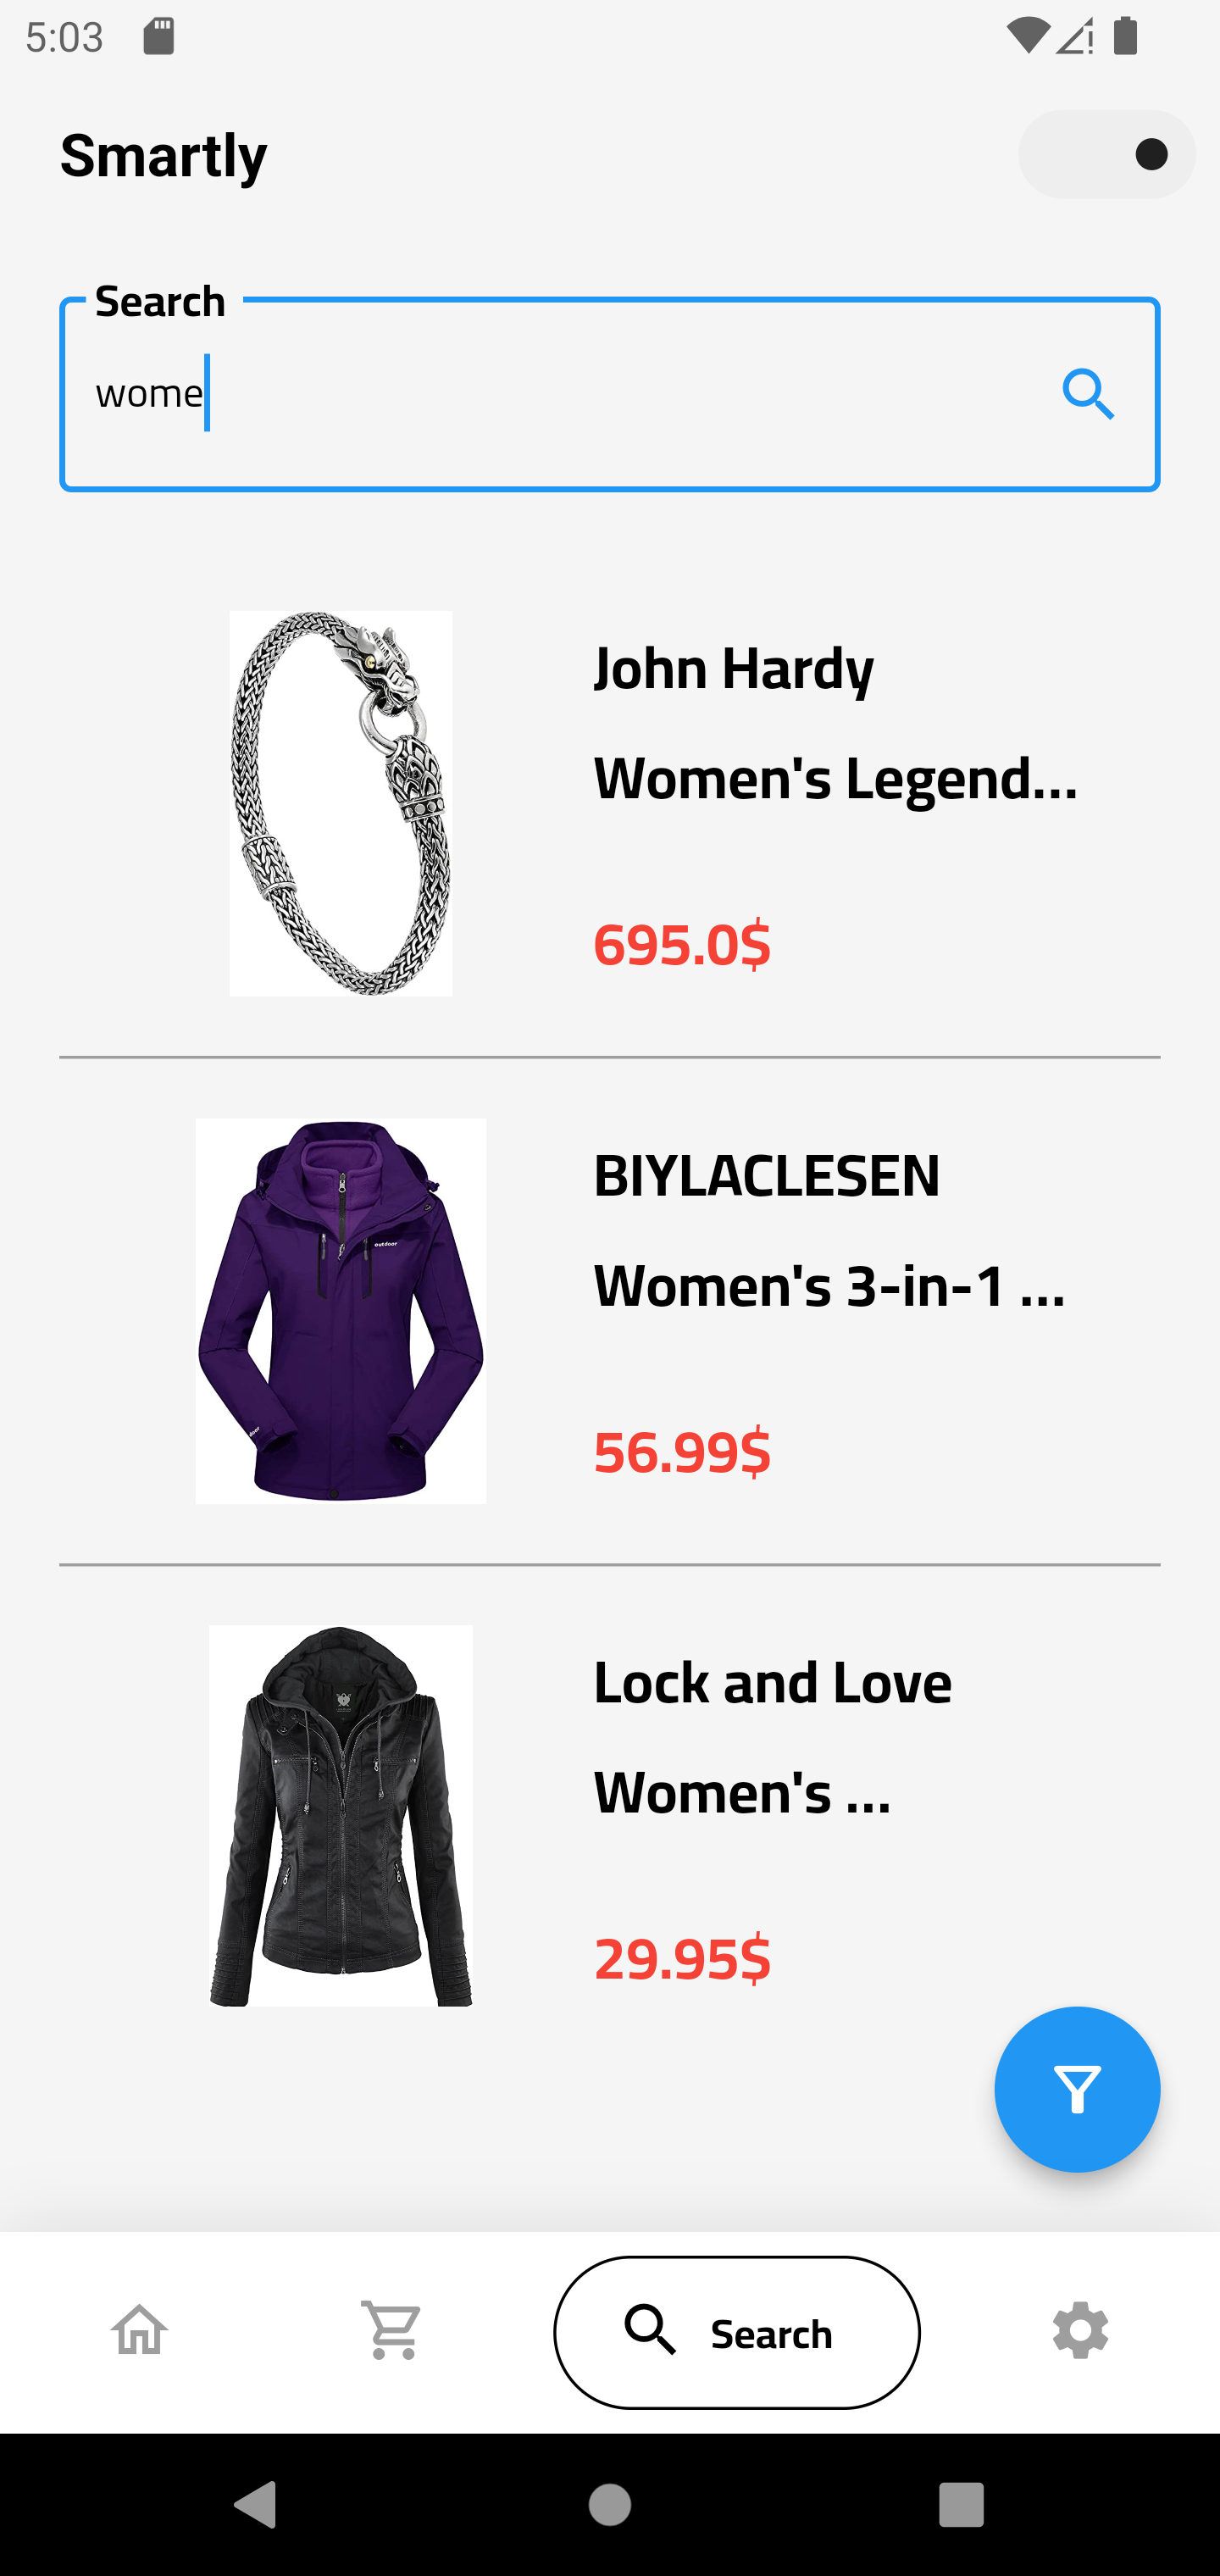 5:03
Smartly
Search
wome
John Hardy
Women's Legend...
695.0$
outdoor
BIYLACLESEN
Women's 3-in-1 ...
56.99$
Lock and Love
Women's ...
29.95$
Search